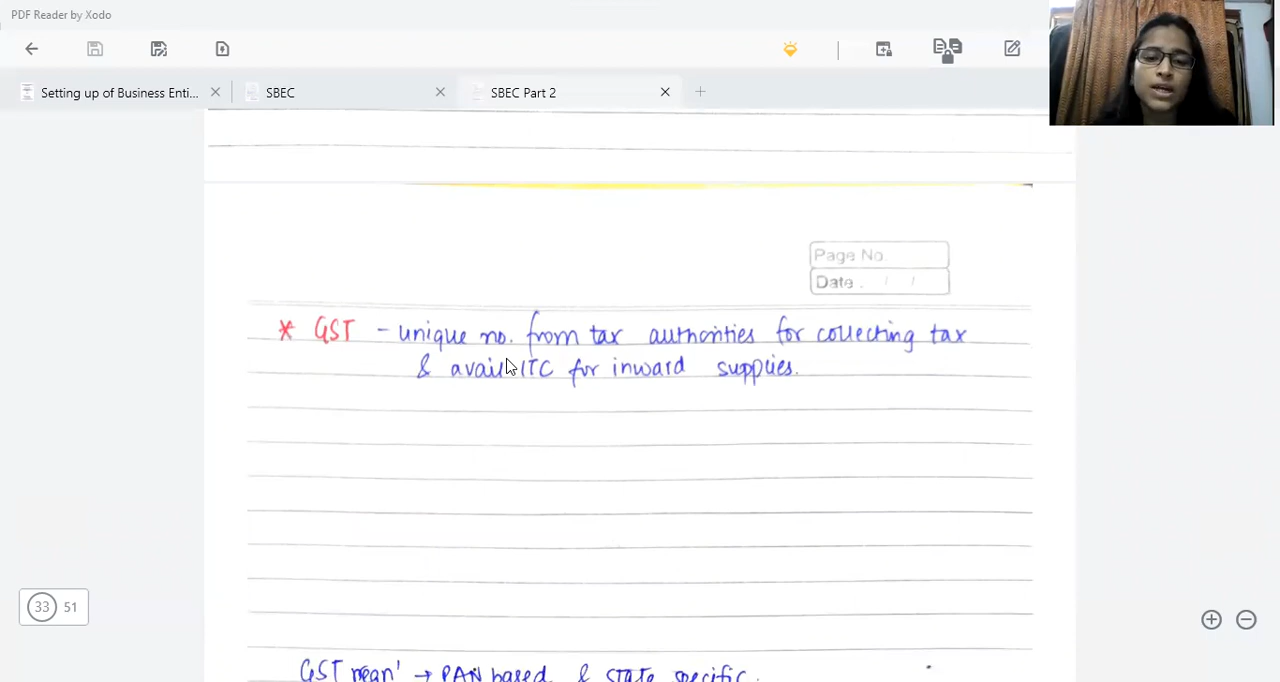 PDF Reader by Xodo
Setting up of Business Enti...
SBEC
SBEC Part 2
Page No.
Date . / /
* GST - unique no. from tax authorities for collecting tax
& avail ITC for inward supplies.
33 51
GST regn' → PAN based & state specific.